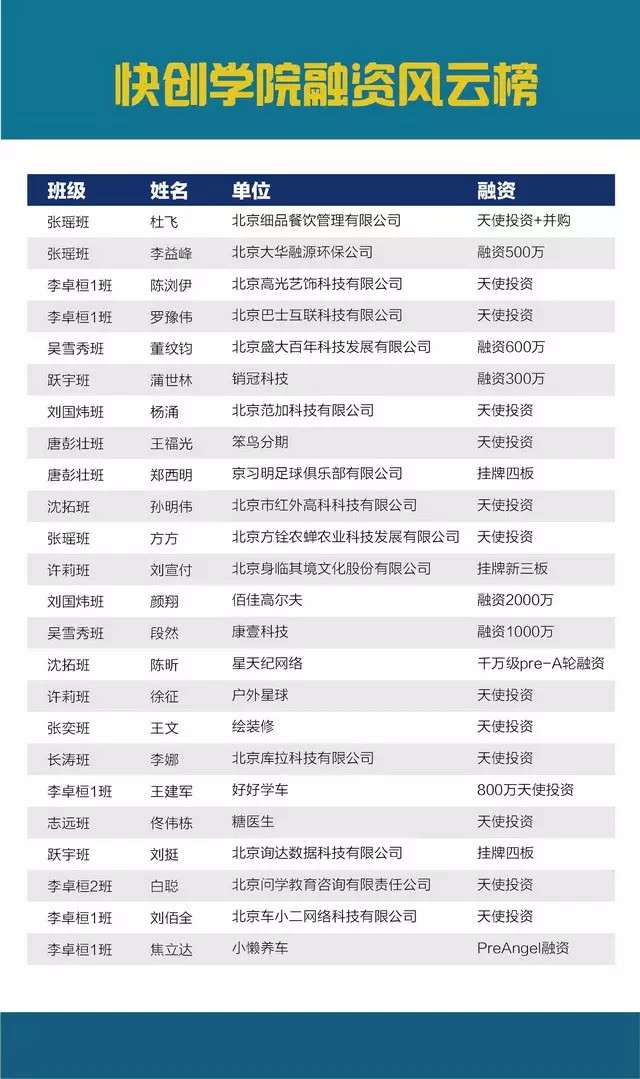 快创学院融资风云榜
班级 姓名 单位 融资
张瑶班 杜飞 北京细品餐饮管理有限公司 天使投资+并购
张瑶班 李益峰 北京大华融源环保公司 融资500万
李卓桓1班 陈浏伊 北京高光艺饰科技有限公司 天使投资
李卓桓1班 罗豫伟 北京巴士互联科技有限公司 天使投资
吴雪秀班 董纹钧 北京盛大百年科技发展有限公司 融资600万
跃宇班 蒲世林 销冠科技 融资300万
刘国炜班 杨涌 北京范加科技有限公司 天使投资
唐彭壮班 王福光 笨鸟分期 天使投资
唐彭壮班 郑西明 京习明足球俱乐部有限公司 挂牌四板
沈拓班 孙明伟 北京市红外高科科技有限公司 天使投资
张瑶班 方方 北京方铨农蝉农业科技发展有限公司 天使投资
许莉班 刘宣付 北京身临其境文化股份有限公司 挂牌新三板
刘国炜班 颜翔 佰佳高尔夫 融资2000万
吴雪秀班 段然 康壹科技 融资1000万
沈拓班 陈昕 星天纪网络 千万级pre-A轮融资
许莉班 徐征 户外星球 天使投资
张奕班 王文 绘装修 天使投资
长涛班 李娜 北京库拉科技有限公司 天使投资
李卓桓1班 王建军 好好学车 800万天使投资
志远班 佟伟栋 糖医生 天使投资
跃宇班 刘挺 北京询达数据科技有限公司 挂牌四板
李卓桓2班 白聪 北京问学教育咨询有限责任公司 天使投资
李卓桓1班 刘佰全 北京车小二网络科技有限公司 天使投资
李卓桓1班 焦立达 小懒养车 PreAngel融资